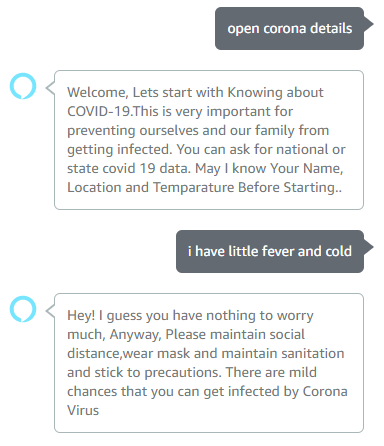 open corona details
Welcome, Lets start with Knowing about
COVID-19.This is very important for
preventing ourselves and our family from
getting infected. You can ask for national or
state covid 19 data. May I know Your Name,
Location and Temparature Before Starting..
i have little fever and cold
Hey! I guess you have nothing to worry
much, Anyway, Please maintain social
distance,wear mask and maintain sanitation
and stick to precautions. There are mild
chances that you can get infected by Corona
Virus